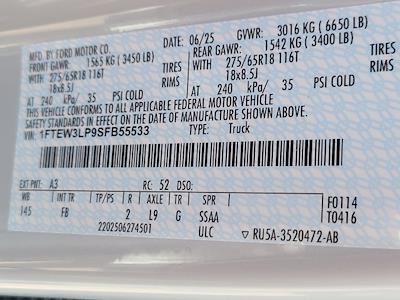 MFD. BY FORD MOTOR CO.
DATE: 06/25 GVWR: 3016 KG ( 6650 LB)
FRONT GAWR: 1565 KG ( 3450 LB) REAR GAWR: 1542 KG ( 3400 LB)
WITH 275/65R18 116T TIRES WITH 275/65R18 116T TIRES
18x8.5J RIMS 18x8.5J RIMS
AT 240 kPa/ 35 PSI COLD AT 240 kPa/ 35 PSI COLD
THIS VEHICLE CONFORMS TO ALL APPLICABLE FEDERAL MOTOR VEHICLE
SAFETY STANDARDS IN EFFECT ON THE DATE OF MANUFACTURE SHOWN ABOVE.
VIN: 1FTEW3LP9SFB55533 TYPE: Truck
EXT PNT: A3 RC: 52 DSO:
WB INT TR TP/PS R AXLE TR SPR F0114
145 FB 2 L9 G SSAA T0416
2202506274501 ULC ▽ RU5A-3520472-AB